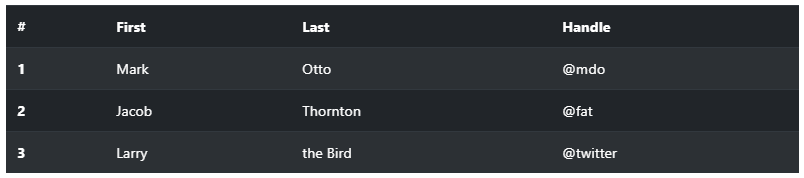 # First Last Handle
1 Mark Otto @mdo
2 Jacob Thornton @fat
3 Larry the Bird @twitter